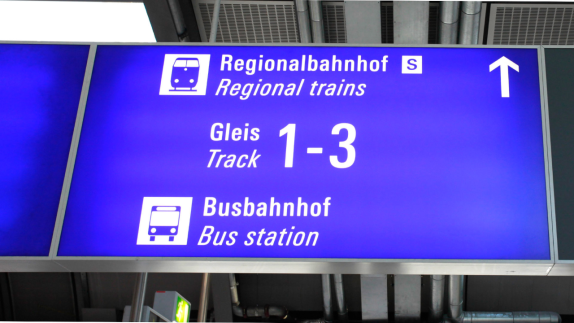 Regionalbahnhof S
Regional trains
Gleis
Track
1-3
Busbahnhof
Bus station